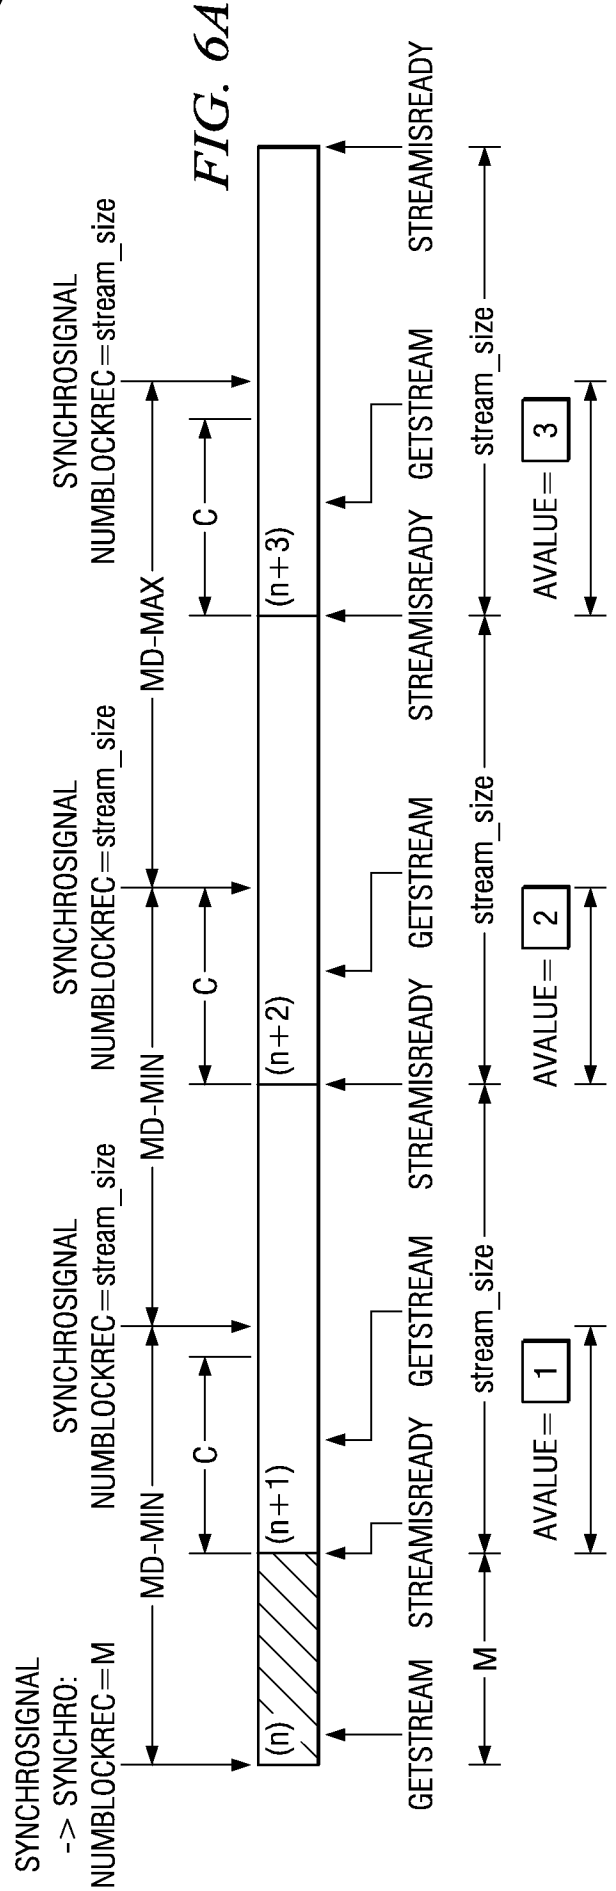 FIG. 6A
SYNCHROSIGNAL
-> SYNCHRO:
NUMBLOCKREC=M
SYNCHROSIGNAL
NUMBLOCKREC=stream_size
SYNCHROSIGNAL
NUMBLOCKREC=stream_size
SYNCHROSIGNAL
NUMBLOCKREC=stream_size
MD-MIN
MD-MIN
MD-MAX
C
C
C
(n)
(n+1)
(n+2)
(n+3)
GETSTREAM
STREAMISREADY
GETSTREAM
STREAMISREADY
GETSTREAM
STREAMISREADY
GETSTREAM
STREAMISREADY
M
stream_size
stream_size
stream_size
AVALUE= 1
AVALUE= 2
AVALUE= 3